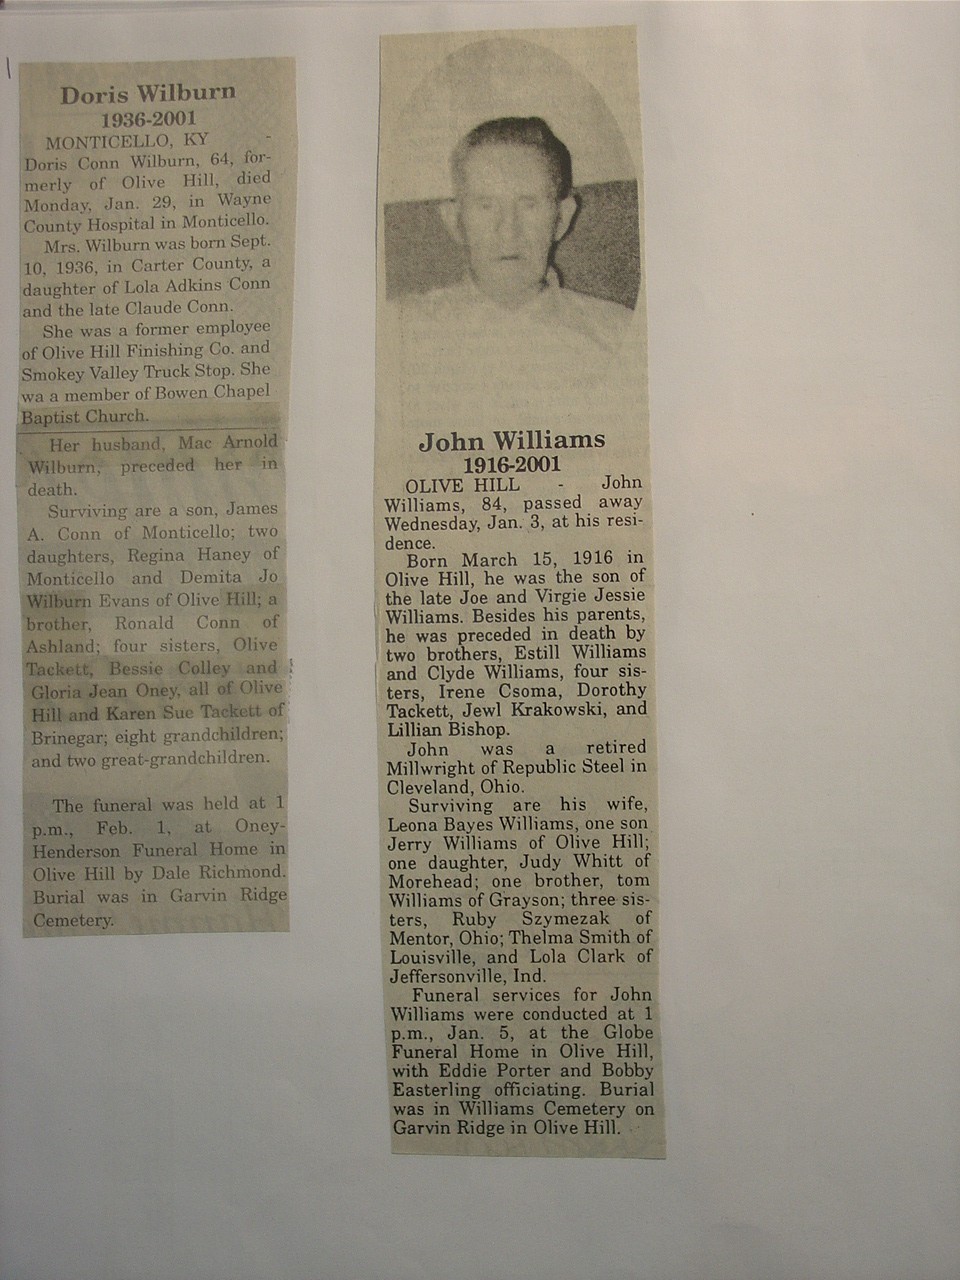 Doris Wilburn
1936-2001
MONTICELLO, KY -
Doris Conn Wilburn, 64, for-
merly of Olive Hill, died
Monday, Jan. 29, in Wayne
County Hospital in Monticello.
Mrs. Wilburn was born Sept.
10, 1936, in Carter County, a
daughter of Lola Adkins Conn
and the late Claude Conn.
She was a former employee
of Olive Hill Finishing Co. and
Smokey Valley Truck Stop. She
wa a member of Bowen Chapel
Baptist Church.
Her husband, Mac Arnold
Wilburn, preceded her in
death.
Surviving are a son, James
A. Conn of Monticello; two
daughters, Regina Haney of
Monticello and Demita Jo
Wilburn Evans of Olive Hill; a
brother, Ronald Conn of
Ashland; four sisters, Olive
Tackett, Bessie Colley and
Gloria Jean Oney, all of Olive
Hill and Karen Sue Tackett of
Brinegar; eight grandchildren;
and two great-grandchildren.
The funeral was held at 1
p.m., Feb. 1, at Oney-
Henderson Funeral Home in
Olive Hill by Dale Richmond.
Burial was in Garvin Ridge
Cemetery.
John Williams
1916-2001
OLIVE HILL - John
Williams, 84, passed away
Wednesday, Jan. 3, at his resi-
dence.
Born March 15, 1916 in
Olive Hill, he was the son of
the late Joe and Virgie Jessie
Williams. Besides his parents,
he was preceded in death by
two brothers, Estill Williams
and Clyde Williams, four sis-
ters, Irene Csoma, Dorothy
Tackett, Jewl Krakowski, and
Lillian Bishop.
John was a retired
Millwright of Republic Steel in
Cleveland, Ohio.
Surviving are his wife,
Leona Bayes Williams, one son
Jerry Williams of Olive Hill;
one daughter, Judy Whitt of
Morehead; one brother, tom
Williams of Grayson; three sis-
ters, Ruby Szymezak of
Mentor, Ohio; Thelma Smith of
Louisville, and Lola Clark of
Jeffersonville, Ind.
Funeral services for John
Williams were conducted at 1
p.m., Jan. 5, at the Globe
Funeral Home in Olive Hill,
with Eddie Porter and Bobby
Easterling officiating. Burial
was in Williams Cemetery on
Garvin Ridge in Olive Hill.